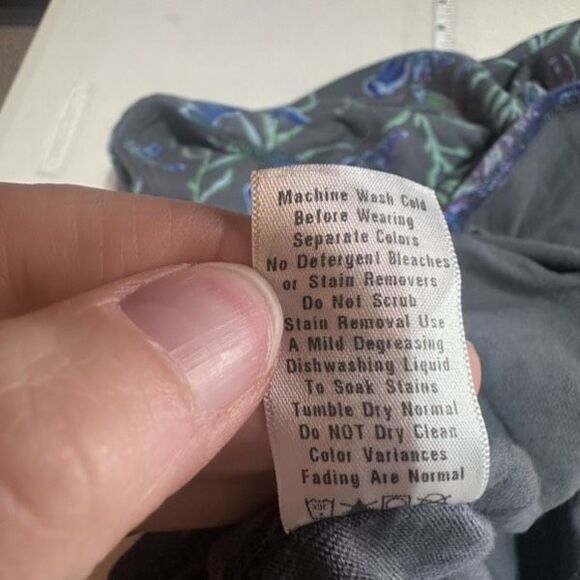 Machine Wash Cold
Before Wearing
Separate Colors
No Detergent Bleaches
or Stain Removers
Do Not Scrub
Stain Removal Use
A Mild Degreasing
Dishwashing Liquid
To Soak Stains
Tumble Dry Normal
Do NOT Dry Clean
Color Variances
Fading Are Normal